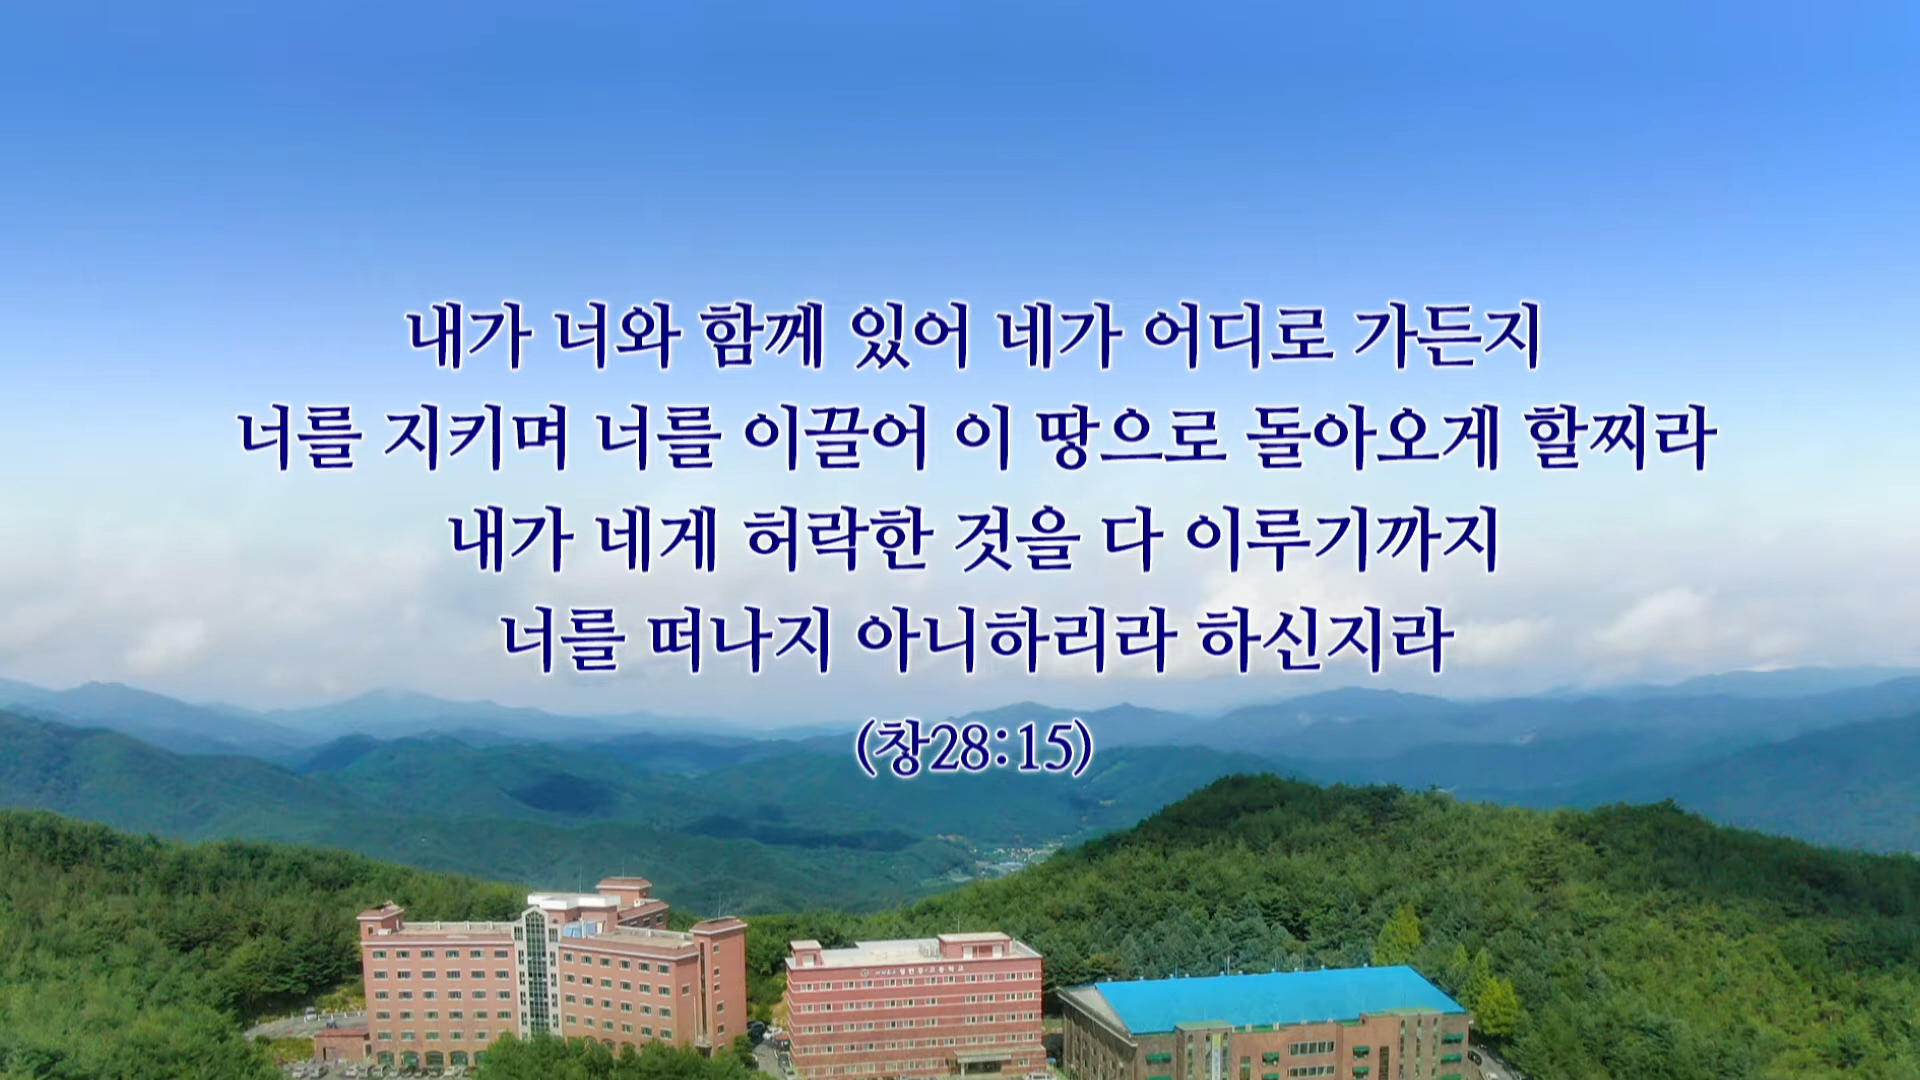 내가 너와 함께 있어 네가 어디로 가든지
너를 지키며 너를 이끌어 이 땅으로 돌아오게 할찌라
내가 네게 허락한 것을 다 이루기까지
너를 떠나지 아니하리라 하신지라
(창28:15)